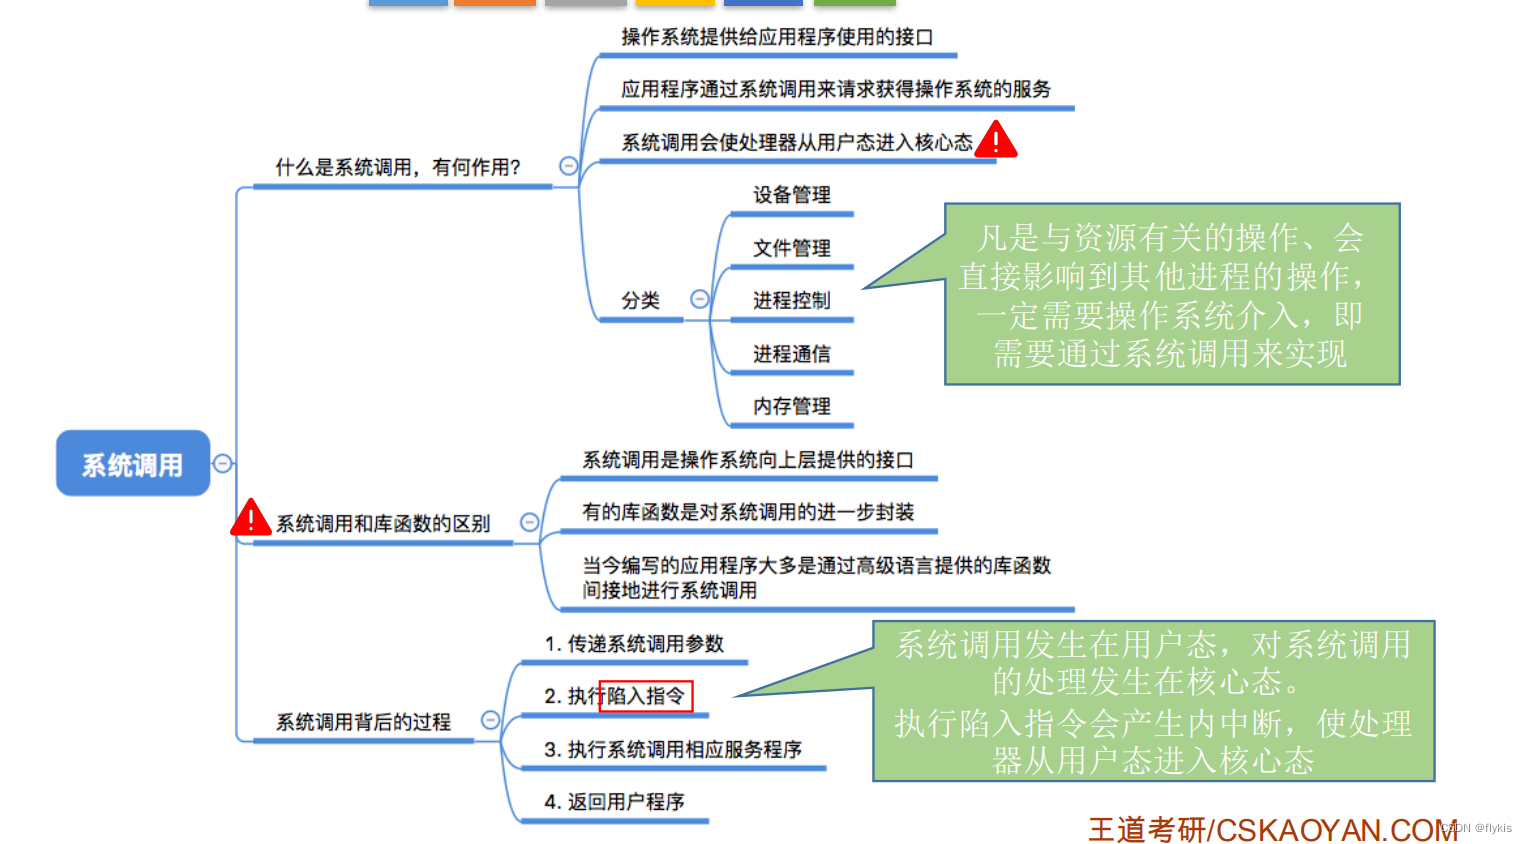 操作系统提供给应用程序使用的接口
应用程序通过系统调用来请求获得操作系统的服务
系统调用会使处理器从用户态进入核心态
什么是系统调用，有何作用？
设备管理
文件管理
分类
进程控制
进程通信
内存管理
凡是与资源有关的操作、会
直接影响到其他进程的操作，
一定需要操作系统介入，即
需要通过系统调用来实现
系统调用
系统调用是操作系统向上层提供的接口
系统调用和库函数的区别
有的库函数是对系统调用的进一步封装
当今编写的应用程序大多是通过高级语言提供的库函数
间接地进行系统调用
1. 传递系统调用参数
2. 执行陷入指令
系统调用背后的过程
3. 执行系统调用相应服务程序
4. 返回用户程序
系统调用发生在用户态，对系统调用
的处理发生在核心态。
执行陷入指令会产生内中断，使处理
器从用户态进入核心态
王道考研/CSKAOYAN.COM
CSDN @flykis